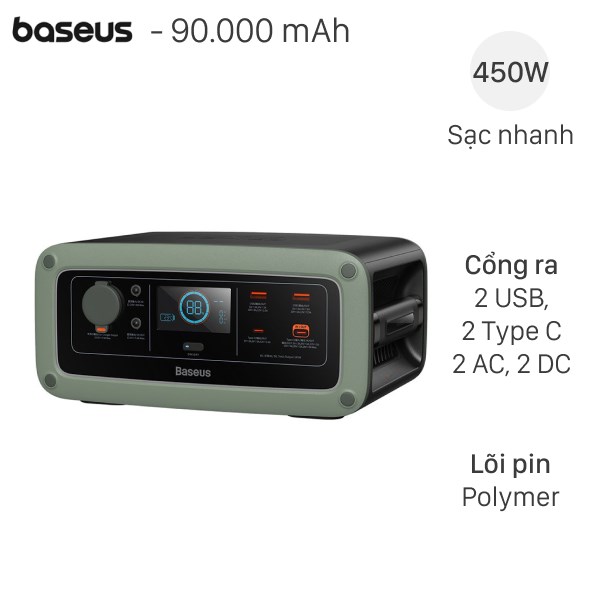 baseus - 90.000 mAh
450W
Sạc nhanh
Cổng ra
2 USB,
2 Type C
2 AC, 2 DC
Lõi pin
Polymer
88
Baseus